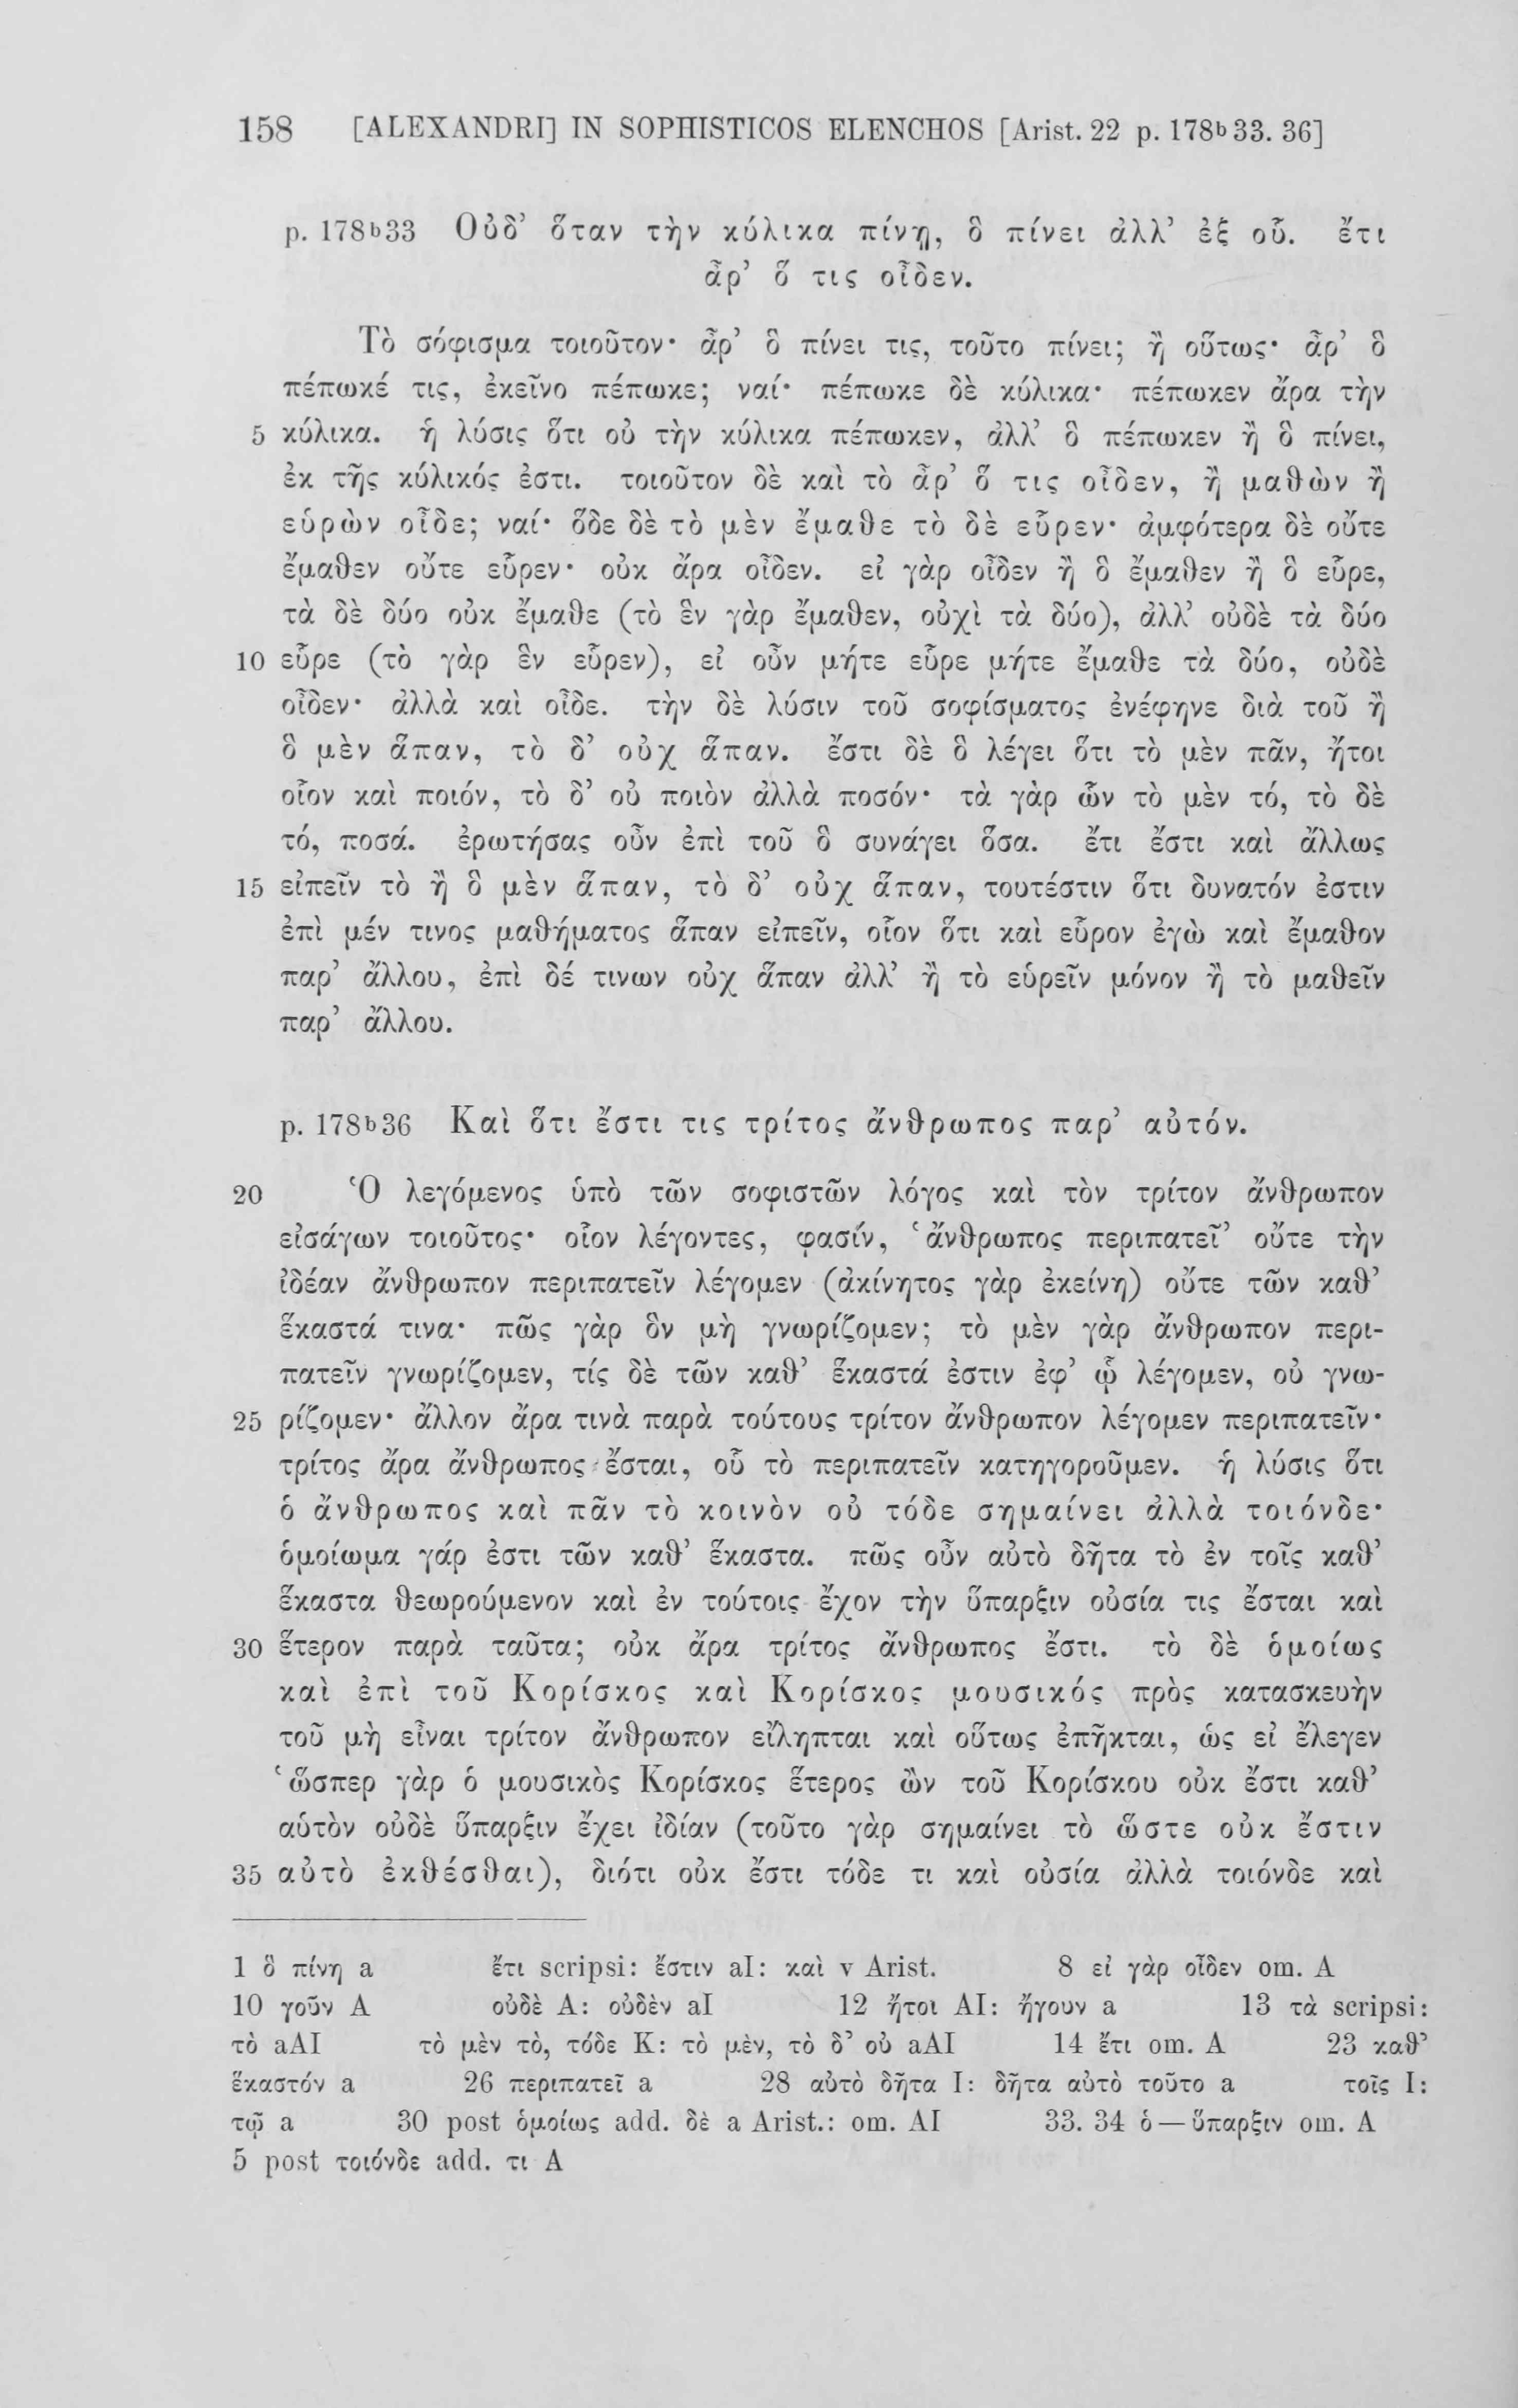 158 [ALEXANDRI] IN SOPHISTICOS ELENCHOS [Arist. 22 p. 178b 33. 36]
p. 178b33 Οὐδ’ ὅταν τὴν κύλικα πίνῃ, ὃ πίνει ἀλλ’ ἐξ οὗ. ἔτι
ἆρ’ ὅ τις οἶδεν.
Τὸ σόφισμα τοιοῦτον· ἆρ’ ὃ πίνει τις, τοῦτο πίνει; ἢ οὕτως· ἆρ’ ὃ
πέπωκέ τις, ἐκεῖνο πέπωκε; ναί· πέπωκε δὲ κύλικα· πέπωκεν ἄρα τὴν
5 κύλικα. ἡ λύσις ὅτι οὐ τὴν κύλικα πέπωκεν, ἀλλ’ ὃ πέπωκεν ἢ ὃ πίνει,
ἐκ τῆς κύλικός ἐστι. τοιοῦτον δὲ καὶ τὸ ἆρ’ ὅ τις οἶδεν, ἢ μαθὼν ἢ
εὑρὼν οἶδε; ναί· ὅδε δὲ τὸ μὲν ἔμαθε τὸ δὲ εὗρεν· ἀμφότερα δὲ οὔτε
ἔμαθεν οὔτε εὗρεν· οὐκ ἄρα οἶδεν. εἰ γὰρ οἶδεν ἢ ὃ ἔμαθεν ἢ ὃ εὗρε,
τὰ δὲ δύο οὐκ ἔμαθε (τὸ ἓν γὰρ ἔμαθεν, οὐχὶ τὰ δύο), ἀλλ’ οὐδὲ τὰ δύο
10 εὗρε (τὸ γὰρ ἓν εὗρεν), εἰ οὖν μήτε εὗρε μήτε ἔμαθε τὰ δύο, οὐδὲ
οἶδεν· ἀλλὰ καὶ οἶδε. τὴν δὲ λύσιν τοῦ σοφίσματος ἐνέφηνε διὰ τοῦ ἢ
ὃ μὲν ἅπαν, τὸ δ’ οὐχ ἅπαν. ἔστι δὲ ὃ λέγει ὅτι τὸ μὲν πᾶν, ἤτοι
οἷον καὶ ποιόν, τὸ δ’ οὐ ποιὸν ἀλλὰ ποσόν· τὰ γὰρ ὧν τὸ μὲν τό, τὸ δὲ
τό, ποσά. ἐρωτήσας οὖν ἐπὶ τοῦ ὃ συνάγει ὅσα. ἔτι ἔστι καὶ ἄλλως
15 εἰπεῖν τὸ ἢ ὃ μὲν ἅπαν, τὸ δ’ οὐχ ἅπαν, τουτέστιν ὅτι δυνατόν ἐστιν
ἐπὶ μέν τινος μαθήματος ἅπαν εἰπεῖν, οἷον ὅτι καὶ εὗρον ἐγὼ καὶ ἔμαθον
παρ’ ἄλλου, ἐπὶ δέ τινων οὐχ ἅπαν ἀλλ’ ἢ τὸ εὑρεῖν μόνον ἢ τὸ μαθεῖν
παρ’ ἄλλου.
p. 178b36 Καὶ ὅτι ἔστι τις τρίτος ἄνθρωπος παρ’ αὐτόν.
20 Ὁ λεγόμενος ὑπὸ τῶν σοφιστῶν λόγος καὶ τὸν τρίτον ἄνθρωπον
εἰσάγων τοιοῦτος· οἷον λέγοντες, φασίν, ‘ἄνθρωπος περιπατεῖ’ οὔτε τὴν
ἰδέαν ἄνθρωπον περιπατεῖν λέγομεν (ἀκίνητος γὰρ ἐκείνη) οὔτε τῶν καθ’
ἕκαστά τινα· πῶς γὰρ ὃν μὴ γνωρίζομεν; τὸ μὲν γὰρ ἄνθρωπον περι-
πατεῖν γνωρίζομεν, τίς δὲ τῶν καθ’ ἕκαστά ἐστιν ἐφ’ ᾧ λέγομεν, οὐ γνω-
25 ρίζομεν· ἄλλον ἄρα τινὰ παρὰ τούτους τρίτον ἄνθρωπον λέγομεν περιπατεῖν·
τρίτος ἄρα ἄνθρωπος ἔσται, οὗ τὸ περιπατεῖν κατηγοροῦμεν. ἡ λύσις ὅτι
ὁ ἄνθρωπος καὶ πᾶν τὸ κοινὸν οὐ τόδε σημαίνει ἀλλὰ τοιόνδε·
ὁμοίωμα γάρ ἐστι τῶν καθ’ ἕκαστα. πῶς οὖν αὐτὸ δῆτα τὸ ἐν τοῖς καθ’
ἕκαστα θεωρούμενον καὶ ἐν τούτοις ἔχον τὴν ὕπαρξιν οὐσία τις ἔσται καὶ
30 ἕτερον παρὰ ταῦτα; οὐκ ἄρα τρίτος ἄνθρωπος ἔστι. τὸ δὲ ὁμοίως
καὶ ἐπὶ τοῦ Κορίσκος καὶ Κορίσκος μουσικός πρὸς κατασκευὴν
τοῦ μὴ εἶναι τρίτον ἄνθρωπον εἴληπται καὶ οὕτως ἐπῆκται, ὡς εἰ ἔλεγεν
‘ὥσπερ γὰρ ὁ μουσικὸς Κορίσκος ἕτερος ὢν τοῦ Κορίσκου οὐκ ἔστι καθ’
αὑτὸν οὐδὲ ὕπαρξιν ἔχει ἰδίαν (τοῦτο γὰρ σημαίνει τὸ ὥστε οὐκ ἔστιν
35 αὐτὸ ἐκθέσθαι), διότι οὐκ ἔστι τόδε τι καὶ οὐσία ἀλλὰ τοιόνδε καὶ
1 ὃ πίνη a ἔτι scripsi: ἔστιν aI: καὶ v Arist. 8 εἰ γὰρ οἶδεν om. A
10 γοῦν A οὐδὲ A: οὐδὲν aI 12 ἤτοι AI: ἤγουν a 13 τὰ scripsi:
τὸ aAI τὸ μὲν τὸ, τόδε K: τὸ μὲν, τὸ δ’ οὐ aAI 14 ἔτι om. A 23 καθ’
ἕκαστόν a 26 περιπατεῖ a 28 αὐτὸ δῆτα I: δῆτα αὐτὸ τοῦτο a τοῖς I:
τῷ a 30 post ὁμοίως add. δὲ a Arist.: om. AI 33. 34 ὁ—ὕπαρξιν om. A
5 post τοιόνδε add. τι A